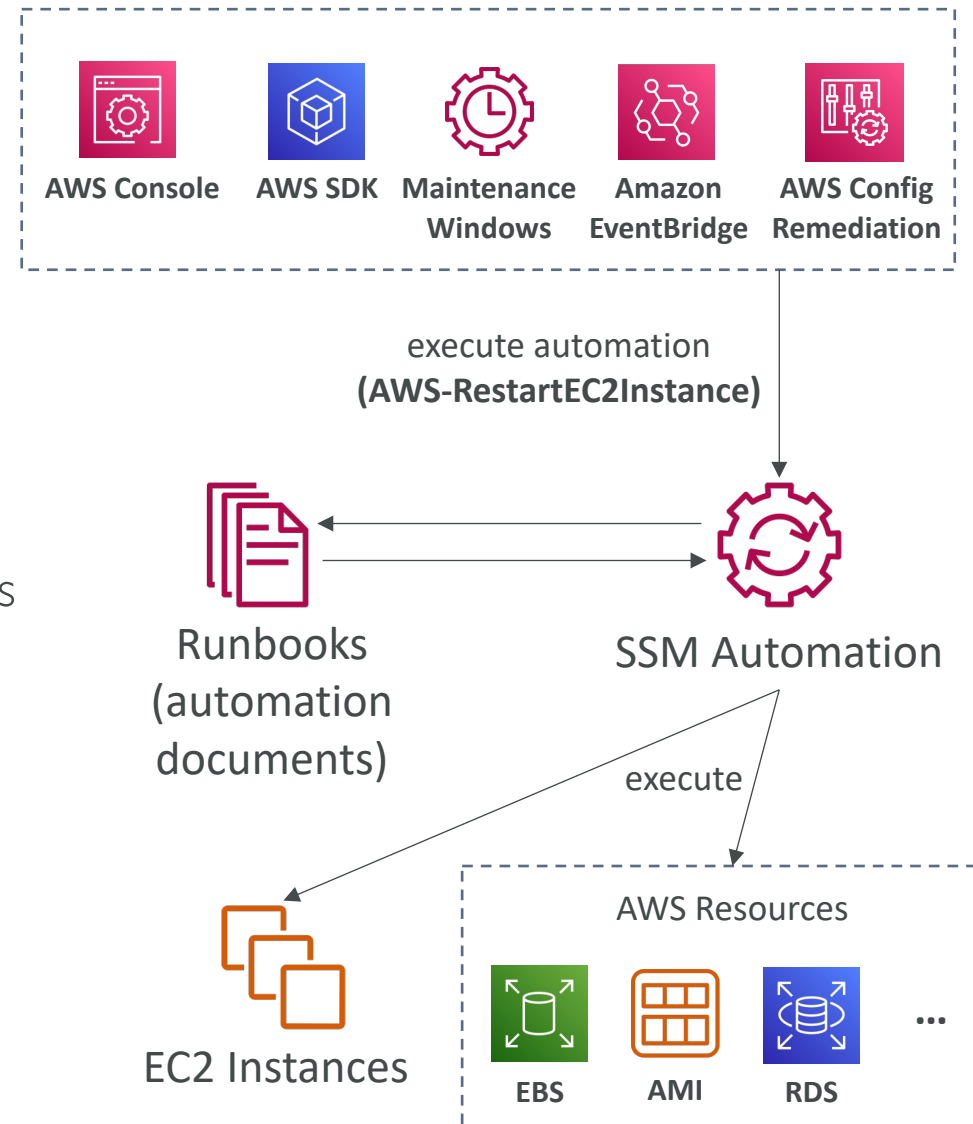 AWS Console AWS SDK Maintenance Windows Amazon EventBridge AWS Config Remediation
execute automation
(AWS-RestartEC2Instance)
s
Runbooks
(automation
documents)
SSM Automation
execute
AWS Resources
EC2 Instances
EBS AMI RDS ...